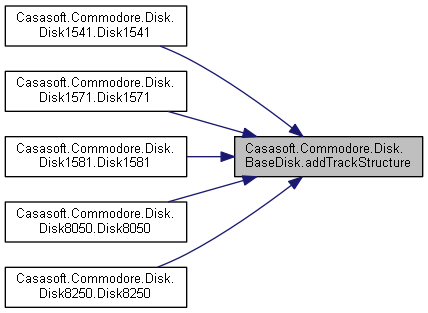 Casasoft.Commodore.Disk.
Disk1541.Disk1541
Casasoft.Commodore.Disk.
Disk1571.Disk1571
Casasoft.Commodore.Disk.
Disk1581.Disk1581
Casasoft.Commodore.Disk.
BaseDisk.addTrackStructure
Casasoft.Commodore.Disk.
Disk8050.Disk8050
Casasoft.Commodore.Disk.
Disk8250.Disk8250